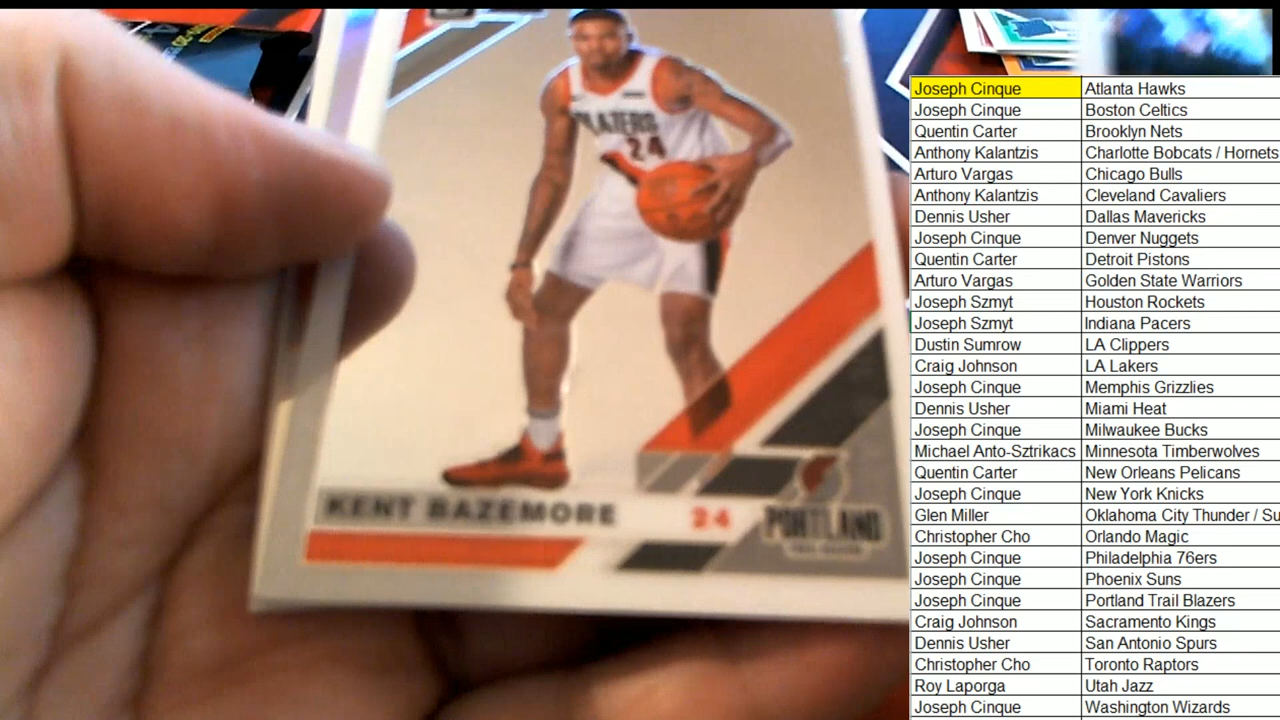 BLAZERS
24
KENT BAZEMORE 24 PORTLAND
TRAIL BLAZERS
Joseph Cinque Atlanta Hawks
Joseph Cinque Boston Celtics
Quentin Carter Brooklyn Nets
Anthony Kalantzis Charlotte Bobcats / Hornets
Arturo Vargas Chicago Bulls
Anthony Kalantzis Cleveland Cavaliers
Dennis Usher Dallas Mavericks
Joseph Cinque Denver Nuggets
Quentin Carter Detroit Pistons
Arturo Vargas Golden State Warriors
Joseph Szmyt Houston Rockets
Joseph Szmyt Indiana Pacers
Dustin Sumrow LA Clippers
Craig Johnson LA Lakers
Joseph Cinque Memphis Grizzlies
Dennis Usher Miami Heat
Joseph Cinque Milwaukee Bucks
Michael Anto-Sztrikacs Minnesota Timberwolves
Quentin Carter New Orleans Pelicans
Joseph Cinque New York Knicks
Glen Miller Oklahoma City Thunder / Su
Christopher Cho Orlando Magic
Joseph Cinque Philadelphia 76ers
Joseph Cinque Phoenix Suns
Joseph Cinque Portland Trail Blazers
Craig Johnson Sacramento Kings
Dennis Usher San Antonio Spurs
Christopher Cho Toronto Raptors
Roy Laporga Utah Jazz
Joseph Cinque Washington Wizards